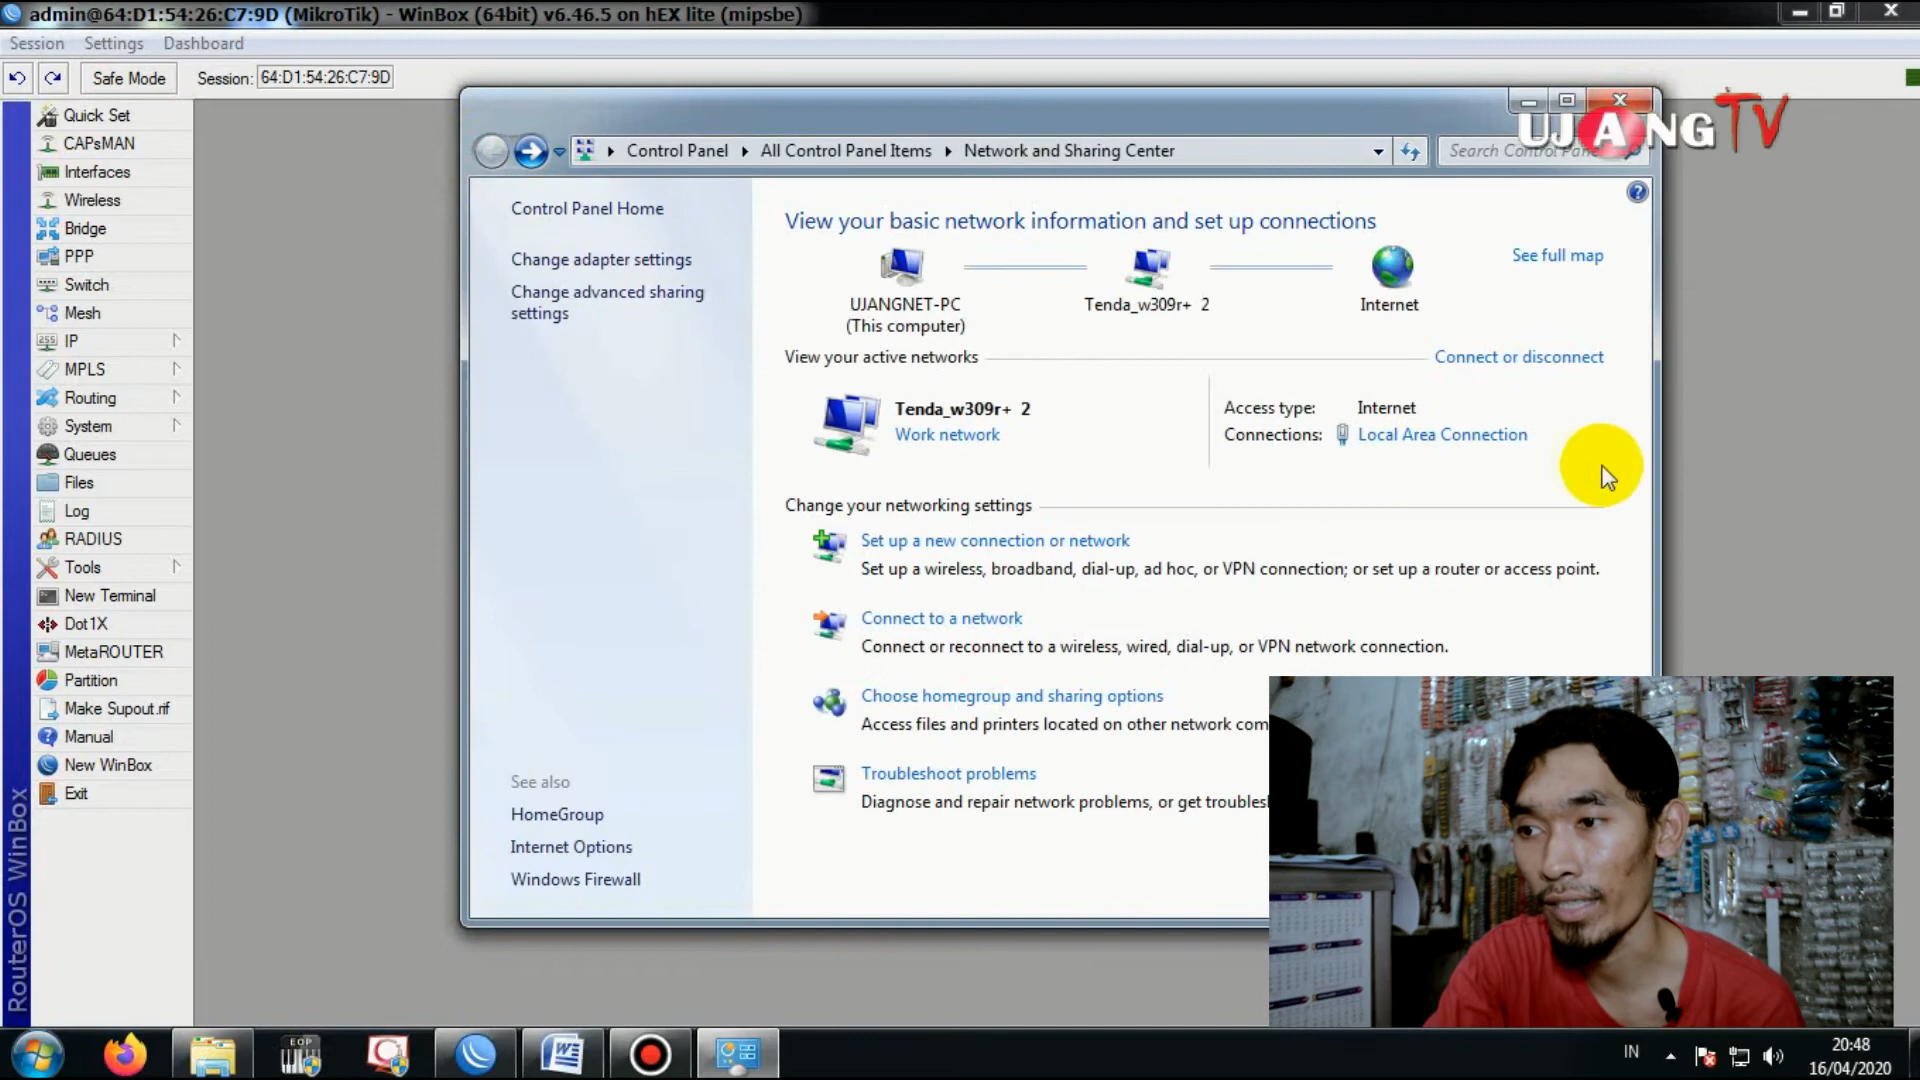 admin@64:D1:54:26:C7:9D (MikroTik) - WinBox (64bit) v6.46.5 on hEX lite (mipsbe)
Session Settings Dashboard
Safe Mode Session: 64:D1:54:26:C7:9D
UJANG TV
Quick Set
CAPsMAN
Interfaces
Wireless
Bridge
PPP
Switch
Mesh
IP
MPLS
Routing
System
Queues
Files
Log
RADIUS
Tools
New Terminal
Dot1X
MetaROUTER
Partition
Make Supout.rif
Manual
New WinBox
Exit
RouterOS WinBox
Control Panel All Control Panel Items Network and Sharing Center
Search Control
Control Panel Home
Change adapter settings
Change advanced sharing
settings
See also
HomeGroup
Internet Options
Windows Firewall
View your basic network information and set up connections
See full map
UJANGNET-PC
(This computer)
Tenda_w309r+ 2
Internet
View your active networks
Connect or disconnect
Tenda_w309r+ 2
Work network
Access type: Internet
Connections: Local Area Connection
Change your networking settings
Set up a new connection or network
Set up a wireless, broadband, dial-up, ad hoc, or VPN connection; or set up a router or access point.
Connect to a network
Connect or reconnect to a wireless, wired, dial-up, or VPN network connection.
Choose homegroup and sharing options
Access files and printers located on other network com
Troubleshoot problems
Diagnose and repair network problems, or get troubles
EOP
IN
20:48
16/04/2020